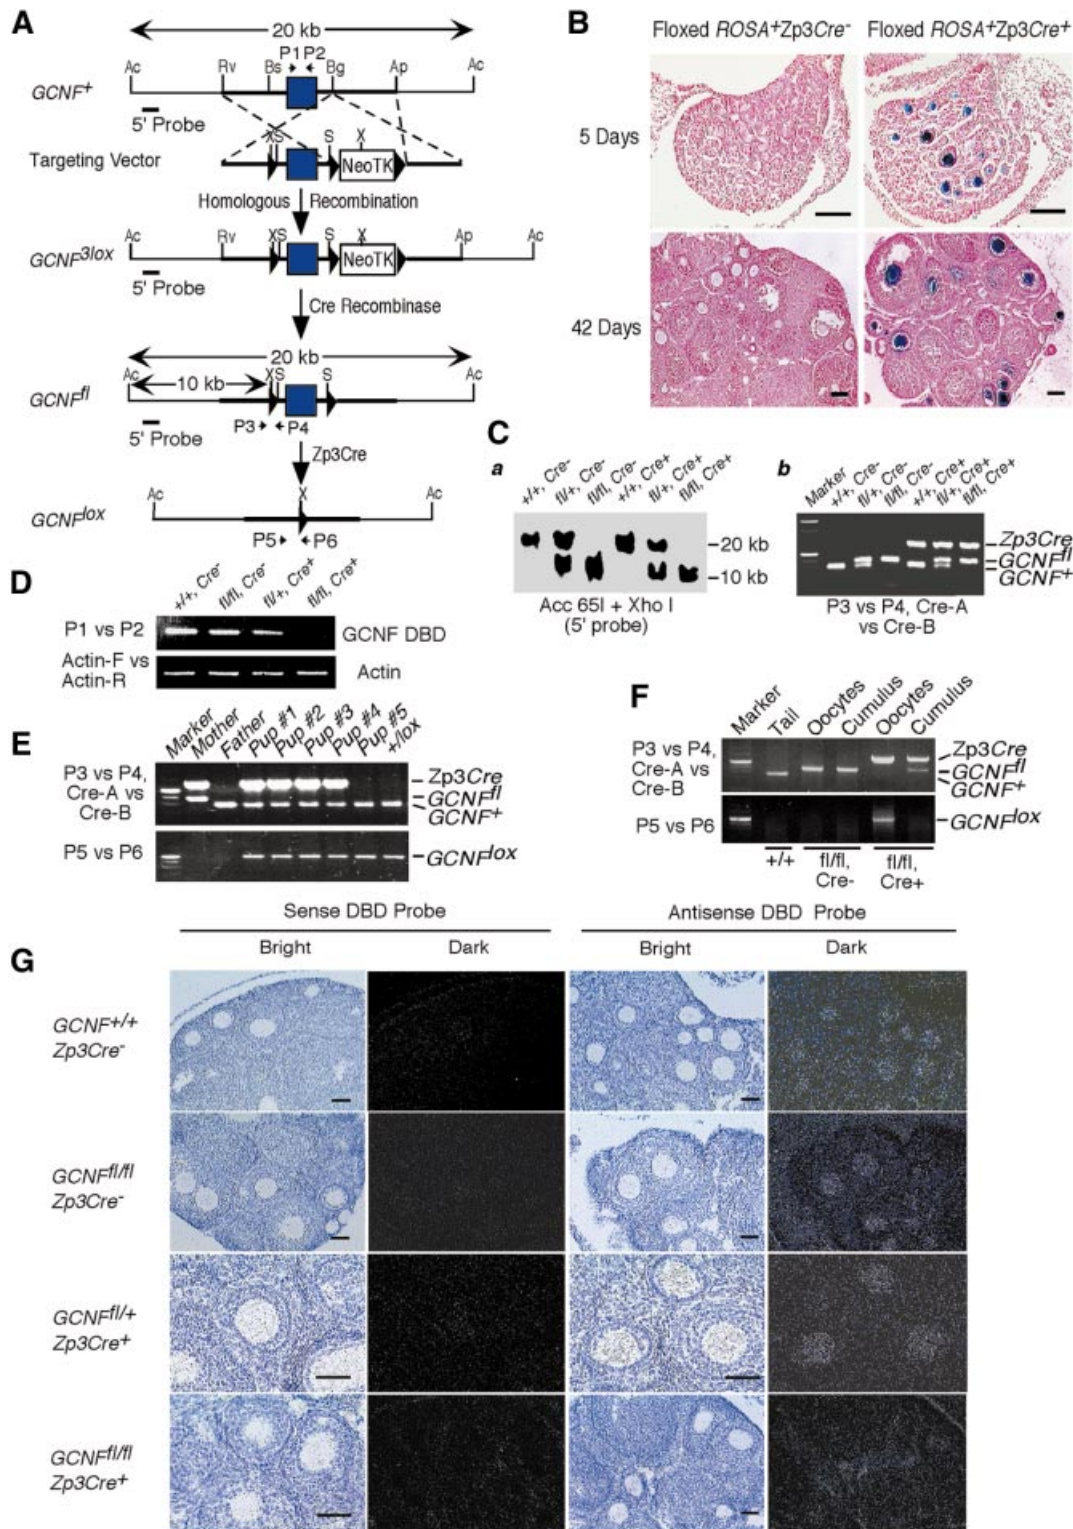 A
20 kb
P1 P2
Ac Rv Bs Bg Ap Ac
GCNF+
5' Probe
XS S X
Targeting Vector
NeoTK
Homologous Recombination
Ac Rv XS S X Ap Ac
GCNF3lox
NeoTK
5' Probe
Cre Recombinase
20 kb
Ac XS S Ac
10 kb
GCNFfl
5' Probe
P3 P4
Zp3Cre
Ac X Ac
GCNFlox
P5 P6
B
Floxed ROSA+Zp3Cre- Floxed ROSA+Zp3Cre+
5 Days
42 Days
C
a
+/+, Cre-
fl/+, Cre-
fl/fl, Cre-
+/+, Cre+
fl/+, Cre+
fl/fl, Cre+
20 kb
10 kb
Acc 65I + Xho I
(5' probe)
b
Marker
+/+, Cre-
fl/+, Cre-
fl/fl, Cre-
+/+, Cre+
fl/+, Cre+
fl/fl, Cre+
Zp3Cre
GCNFfl
GCNF+
P3 vs P4, Cre-A
vs Cre-B
D
+/+, Cre-
fl/fl, Cre-
fl/+, Cre+
fl/fl, Cre+
P1 vs P2
GCNF DBD
Actin-F vs
Actin-R
Actin
E
Marker
Mother
Father
Pup #1
Pup #2
Pup #3
Pup #4
Pup #5
+/lox
P3 vs P4,
Cre-A vs
Cre-B
Zp3Cre
GCNFfl
GCNF+
P5 vs P6
GCNFlox
F
Marker
Tail
Oocytes
Cumulus
Oocytes
Cumulus
P3 vs P4,
Cre-A vs
Cre-B
Zp3Cre
GCNFfl
GCNF+
P5 vs P6
GCNFlox
+/+ fl/fl, Cre- fl/fl, Cre+
Sense DBD Probe Antisense DBD Probe
Bright Dark Bright Dark
G
GCNF+/+
Zp3Cre-
GCNFfl/fl
Zp3Cre-
GCNFfl/+
Zp3Cre+
GCNFfl/fl
Zp3Cre+